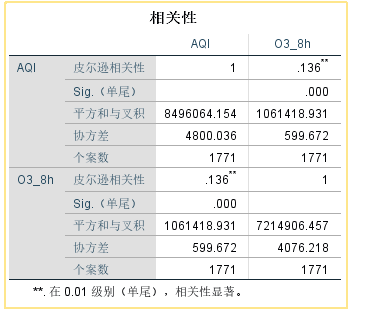 相关性
AQI O3_8h
AQI 皮尔逊相关性 1 .136**
Sig.（单尾） .000
平方和与叉积 8496064.154 1061418.931
协方差 4800.036 599.672
个案数 1771 1771
O3_8h 皮尔逊相关性 .136** 1
Sig.（单尾） .000
平方和与叉积 1061418.931 7214906.457
协方差 599.672 4076.218
个案数 1771 1771
**. 在 0.01 级别（单尾），相关性显著。